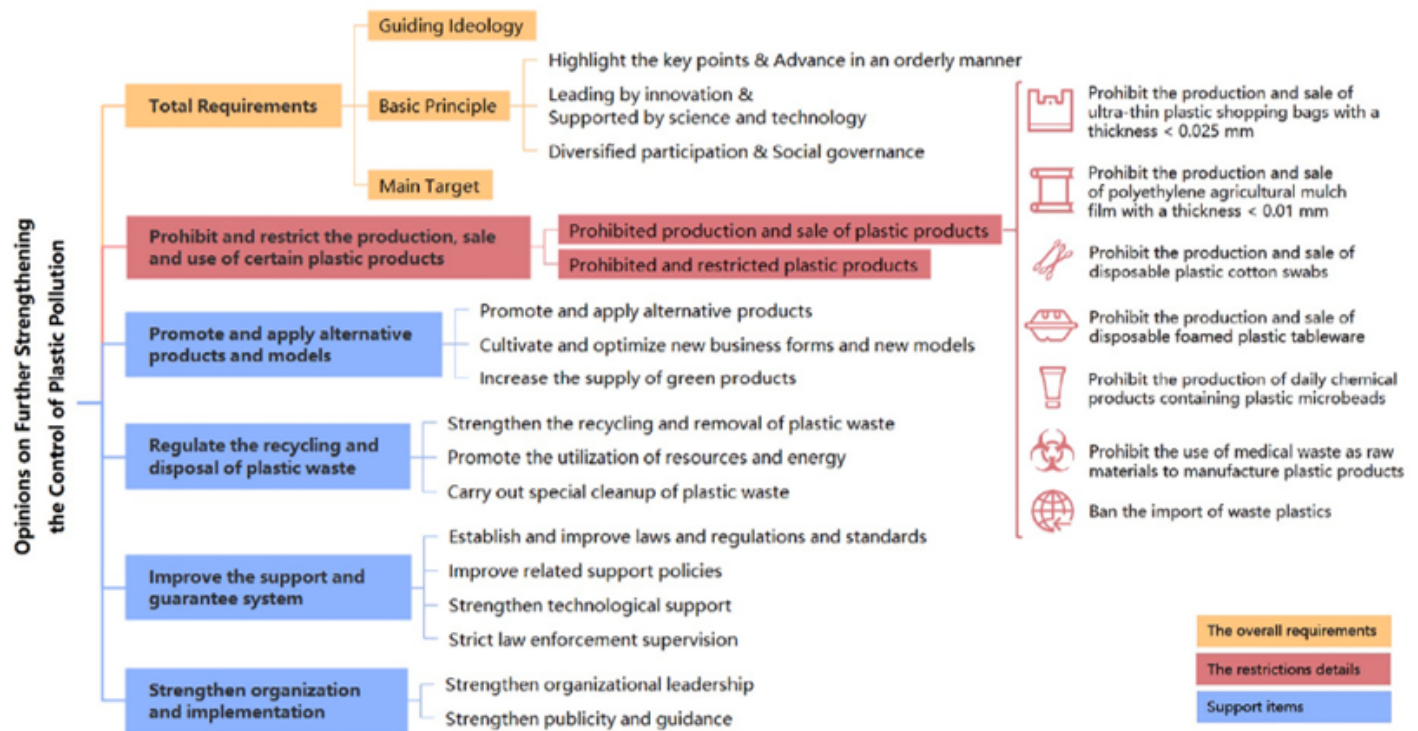 Opinions on Further Strengthening
the Control of Plastic Pollution
Total Requirements
Guiding Ideology
Basic Principle
Highlight the key points & Advance in an orderly manner
Leading by innovation &
Supported by science and technology
Diversified participation & Social governance
Main Target
Prohibit and restrict the production, sale
and use of certain plastic products
Prohibited production and sale of plastic products
Prohibited and restricted plastic products
Prohibit the production and sale of
ultra-thin plastic shopping bags with a
thickness < 0.025 mm
Prohibit the production and sale
of polyethylene agricultural mulch
film with a thickness < 0.01 mm
Prohibit the production and sale of
disposable plastic cotton swabs
Prohibit the production and sale of
disposable foamed plastic tableware
Prohibit the production of daily chemical
products containing plastic microbeads
Prohibit the use of medical waste as raw
materials to manufacture plastic products
Ban the import of waste plastics
Promote and apply alternative
products and models
Promote and apply alternative products
Cultivate and optimize new business forms and new models
Increase the supply of green products
Regulate the recycling and
disposal of plastic waste
Strengthen the recycling and removal of plastic waste
Promote the utilization of resources and energy
Carry out special cleanup of plastic waste
Improve the support and
guarantee system
Establish and improve laws and regulations and standards
Improve related support policies
Strengthen technological support
Strict law enforcement supervision
Strengthen organization
and implementation
Strengthen organizational leadership
Strengthen publicity and guidance
The overall requirements
The restrictions details
Support items